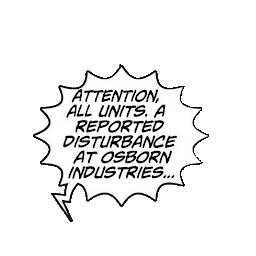 ATTENTION,
ALL UNITS. A
REPORTED
DISTURBANCE
AT OSBORN
INDUSTRIES...